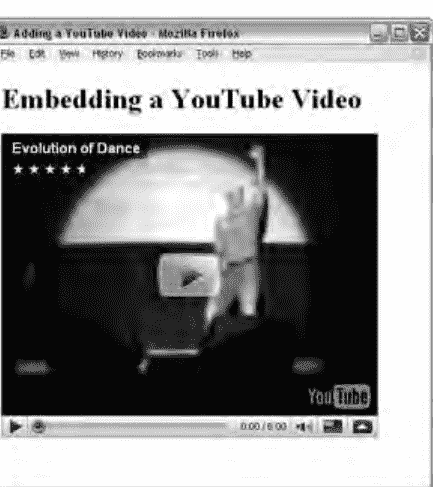 Adding a YouTube Video - Mozilla Firefox
File Edit View History Bookmarks Tools Help
Embedding a YouTube Video
Evolution of Dance
YouTube
0:00 / 6:00